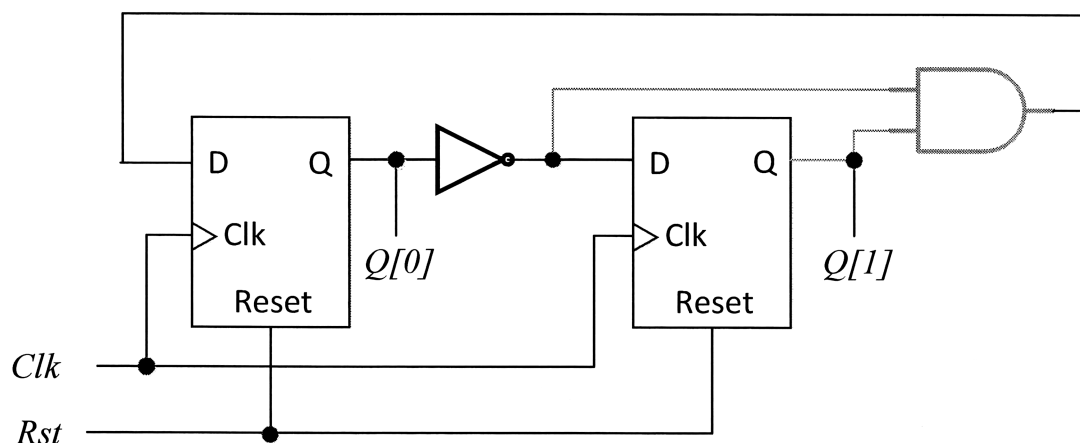 D Q
Clk
Reset
Q[0]
D Q
Clk
Reset
Q[1]
Clk
Rst